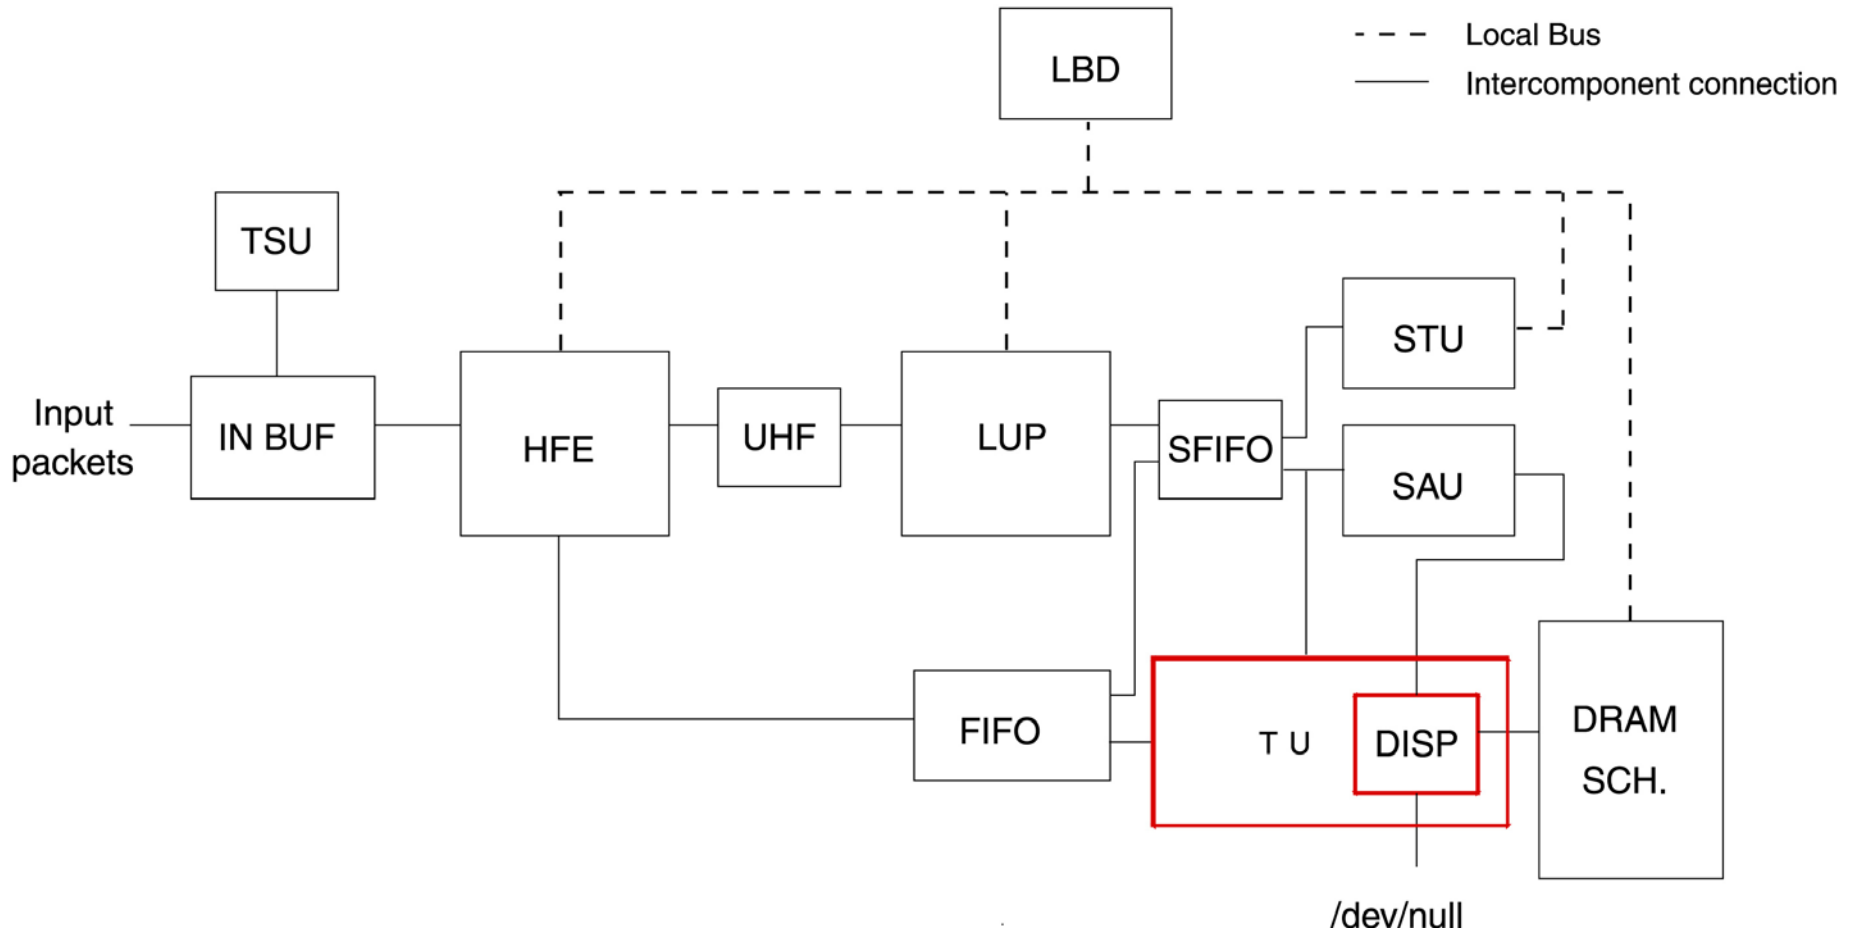 LBD
Local Bus
Intercomponent connection
TSU
STU
Input
packets
IN BUF
HFE
UHF
LUP
SFIFO
SAU
FIFO
T U
DISP
DRAM
SCH.
/dev/null